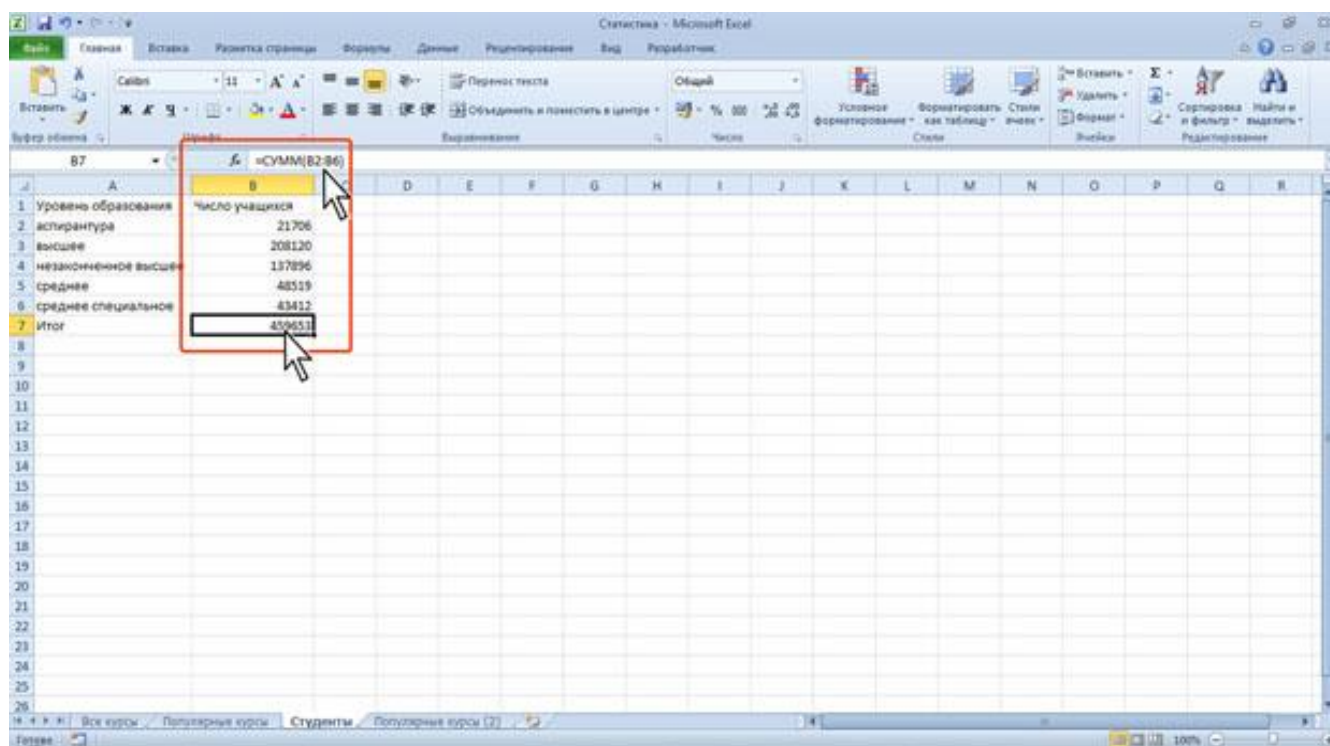 Статистика - Microsoft Excel
Файл Главная Вставка Разметка страницы Формулы Данные Рецензирование Вид Разработчик
Calibri 11 A A Перенос текста Общий
Вставить Ж К Ч A Объединить и поместить в центре % 000 Условное форматирование Форматировать как таблицу Стили ячеек Вставить Удалить Формат Σ Сортировка и фильтр Найти и выделить
Буфер обмена Шрифт Выравнивание Число Стили Ячейки Редактирование
B7 fx =СУММ(B2:B6)
A B D E F G H I J K L M N O P Q R
1 Уровень образования Число учащихся
2 аспирантура 21706
3 высшее 208120
4 незаконченное высшее 137896
5 среднее 48519
6 среднее специальное 43412
7 Итог 459653
8
9
10
11
12
13
14
15
16
17
18
19
20
21
22
23
24
25
26
Все курсы Популярные курсы Студенты Популярные курсы (2)
Готово 100%